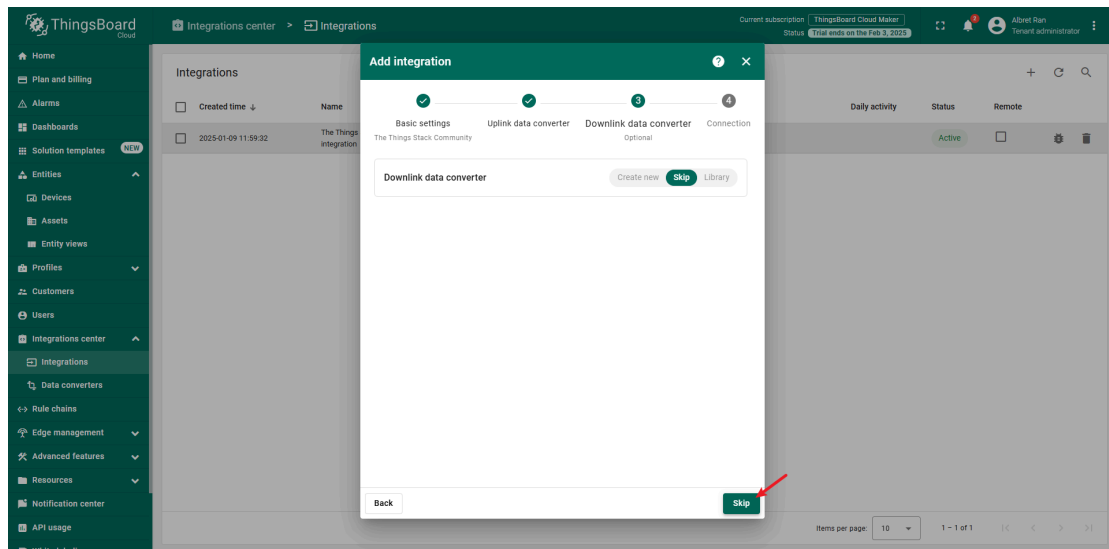 ThingsBoard
Cloud
Integrations center > Integrations
Current subscription ThingsBoard Cloud Maker
Status Trial ends on the Feb 3, 2025
2
Albret Ran
Tenant administrator
Home
Plan and billing
Alarms
Dashboards
Solution templates NEW
Entities
Devices
Assets
Entity views
Profiles
Customers
Users
Integrations center
Integrations
Data converters
Rule chains
Edge management
Advanced features
Resources
Notification center
API usage
Integrations
Created time Name Daily activity Status Remote
2025-01-09 11:59:32 The Things
integration
Active
Add integration
3 4
Basic settings Uplink data converter Downlink data converter Connection
The Things Stack Community Optional
Downlink data converter Create new Skip Library
Back Skip
Items per page: 10 1 – 1 of 1